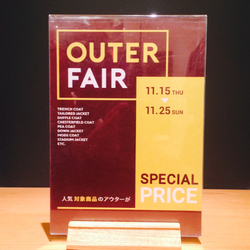 OUTER
FAIR
TRENCH COAT
TAILORED JACKET
DUFFLE COAT
CHESTERFIELD COAT
PEA COAT
DOWN JACKET
MODS COAT
STADIUM JACKET
ETC.
11.15 THU
11.25 SUN
SPECIAL
PRICE
人気 対象商品のアウターが